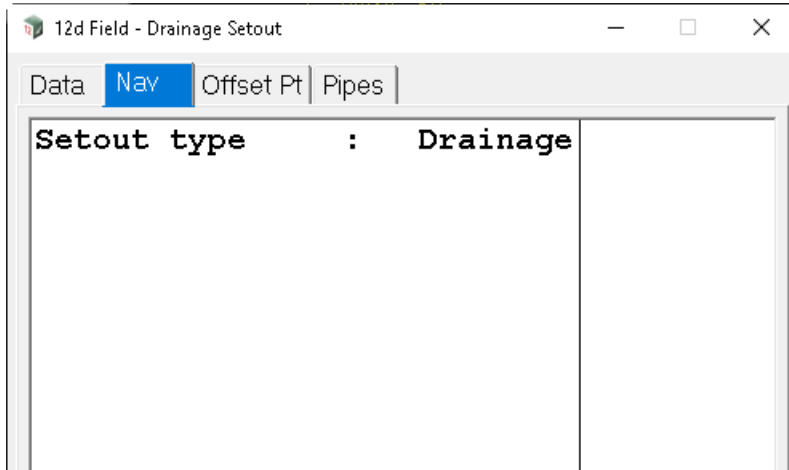 12d Field - Drainage Setout
Data Nav Offset Pt Pipes
Setout type : Drainage